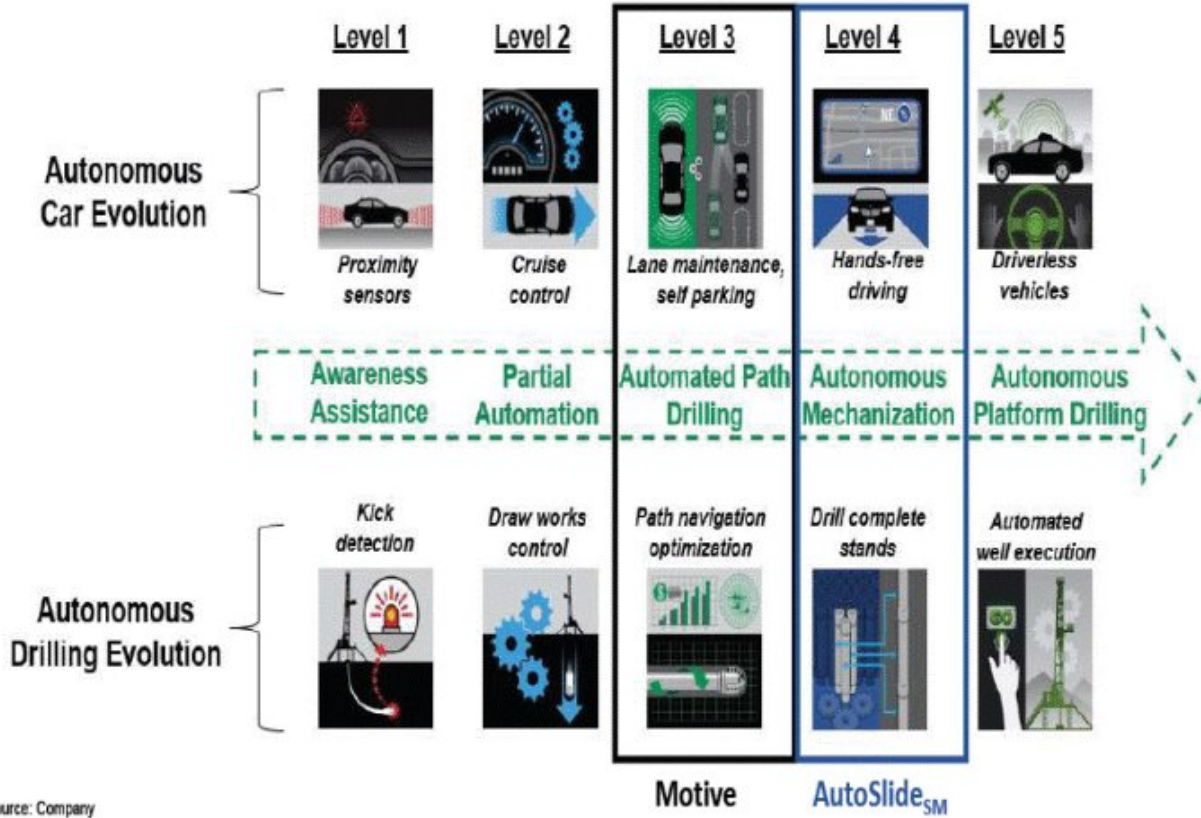 Level 1
Level 2
Level 3
Level 4
Level 5
Autonomous
Car Evolution
NE
Proximity
sensors
Cruise
control
Lane maintenance,
self parking
Hands-free
driving
Driverless
vehicles
Awareness
Assistance
Partial
Automation
Automated Path
Drilling
Autonomous
Mechanization
Autonomous
Platform Drilling
Autonomous
Drilling Evolution
Kick
detection
Draw works
control
Path navigation
optimization
Drill complete
stands
Automated
well execution
$
GO
Motive
AutoSlideSM
ource: Company